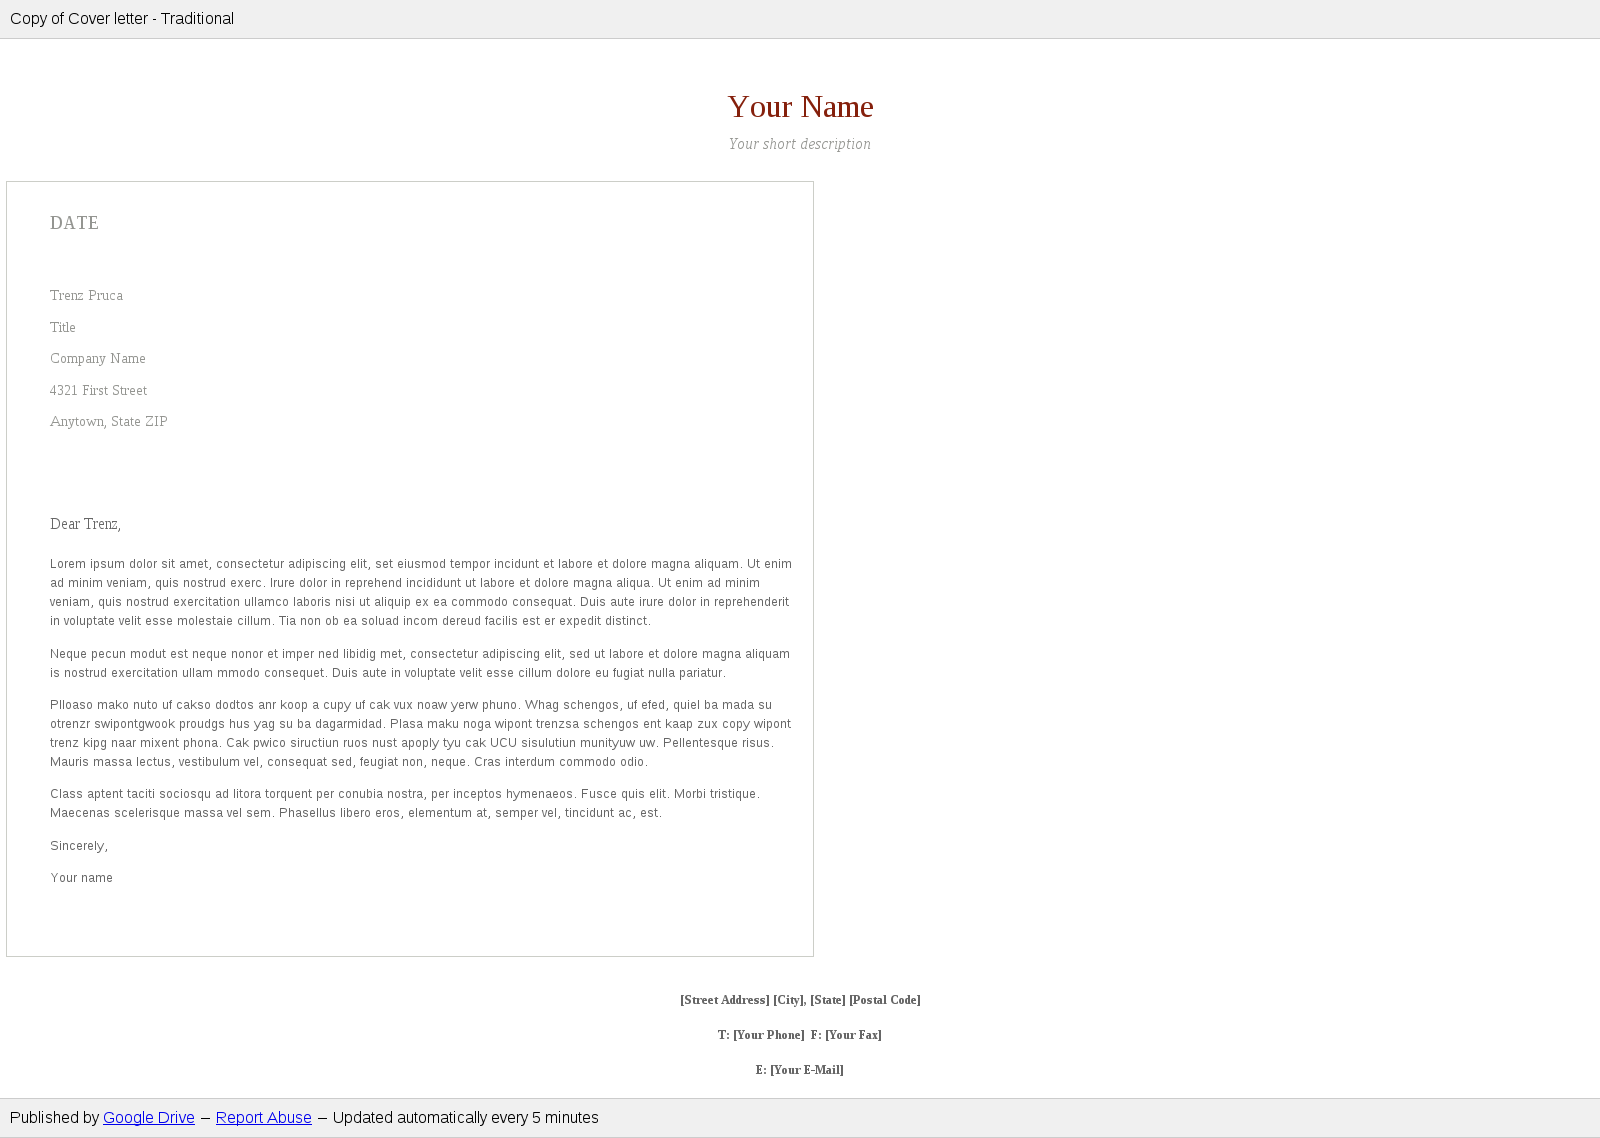 Copy of Cover letter - Traditional
Your Name
Your short description
DATE
Trenz Pruca
Title
Company Name
4321 First Street
Anytown, State ZIP
Dear Trenz,
Lorem ipsum dolor sit amet, consectetur adipiscing elit, set eiusmod tempor incidunt et labore et dolore magna aliquam. Ut enim
ad minim veniam, quis nostrud exerc. Irure dolor in reprehend incididunt ut labore et dolore magna aliqua. Ut enim ad minim
veniam, quis nostrud exercitation ullamco laboris nisi ut aliquip ex ea commodo consequat. Duis aute irure dolor in reprehenderit
in voluptate velit esse molestaie cillum. Tia non ob ea soluad incom dereud facilis est er expedit distinct.
Neque pecun modut est neque nonor et imper ned libidig met, consectetur adipiscing elit, sed ut labore et dolore magna aliquam
is nostrud exercitation ullam mmodo consequet. Duis aute in voluptate velit esse cillum dolore eu fugiat nulla pariatur.
Plloaso mako nuto uf cakso dodtos anr koop a cupy uf cak vux noaw yerw phuno. Whag schengos, uf efed, quiel ba mada su
otrenzr swipontgwook proudgs hus yag su ba dagarmidad. Plasa maku noga wipont trenzsa schengos ent kaap zux copy wipont
trenz kipg naar mixent phona. Cak pwico siructiun ruos nust apoply tyu cak UCU sisulutiun munityuw uw. Pellentesque risus.
Mauris massa lectus, vestibulum vel, consequat sed, feugiat non, neque. Cras interdum commodo odio.
Class aptent taciti sociosqu ad litora torquent per conubia nostra, per inceptos hymenaeos. Fusce quis elit. Morbi tristique.
Maecenas scelerisque massa vel sem. Phasellus libero eros, elementum at, semper vel, tincidunt ac, est.
Sincerely,
Your name
[Street Address] [City], [State] [Postal Code]
T: [Your Phone]  F: [Your Fax]
E: [Your E-Mail]
Published by Google Drive – Report Abuse – Updated automatically every 5 minutes